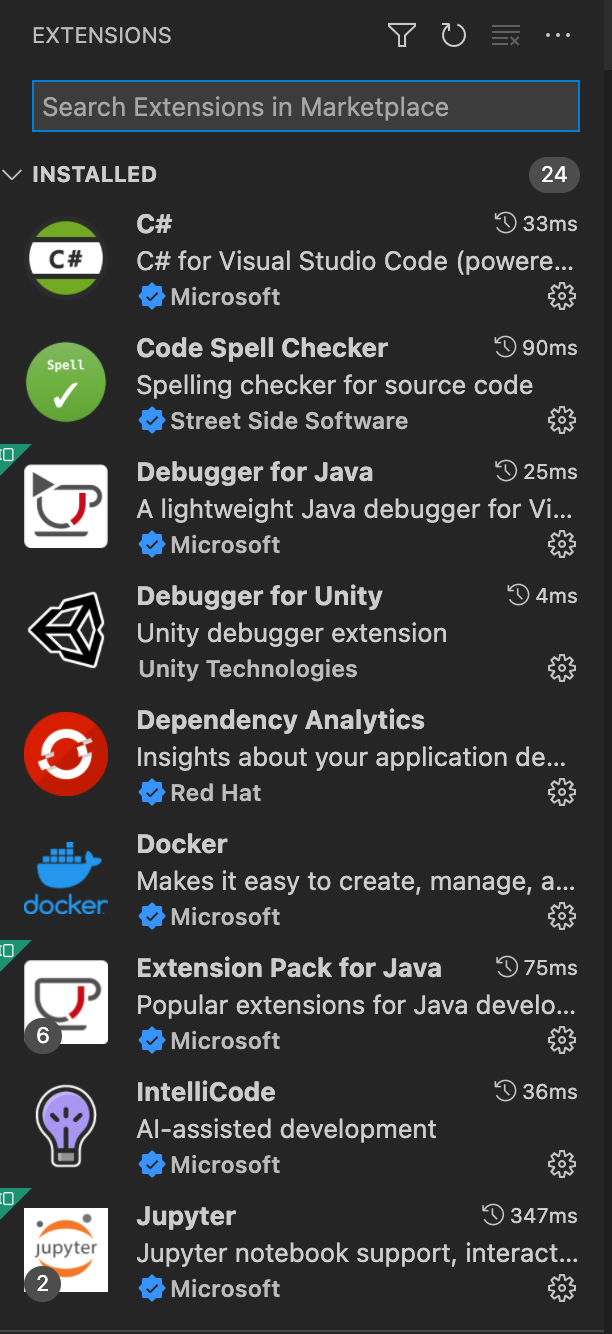 EXTENSIONS
Search Extensions in Marketplace
INSTALLED 24
C#
C# 33ms
C# for Visual Studio Code (powere...
Microsoft
Spell
Code Spell Checker 90ms
Spelling checker for source code
Street Side Software
Debugger for Java 25ms
A lightweight Java debugger for Vi...
Microsoft
Debugger for Unity 4ms
Unity debugger extension
Unity Technologies
Dependency Analytics
Insights about your application de...
Red Hat
Docker
Makes it easy to create, manage, a...
docker
Microsoft
Extension Pack for Java 75ms
Popular extensions for Java develo...
6
Microsoft
IntelliCode 36ms
AI-assisted development
Microsoft
Jupyter 347ms
jupyter
Jupyter notebook support, interact...
2
Microsoft